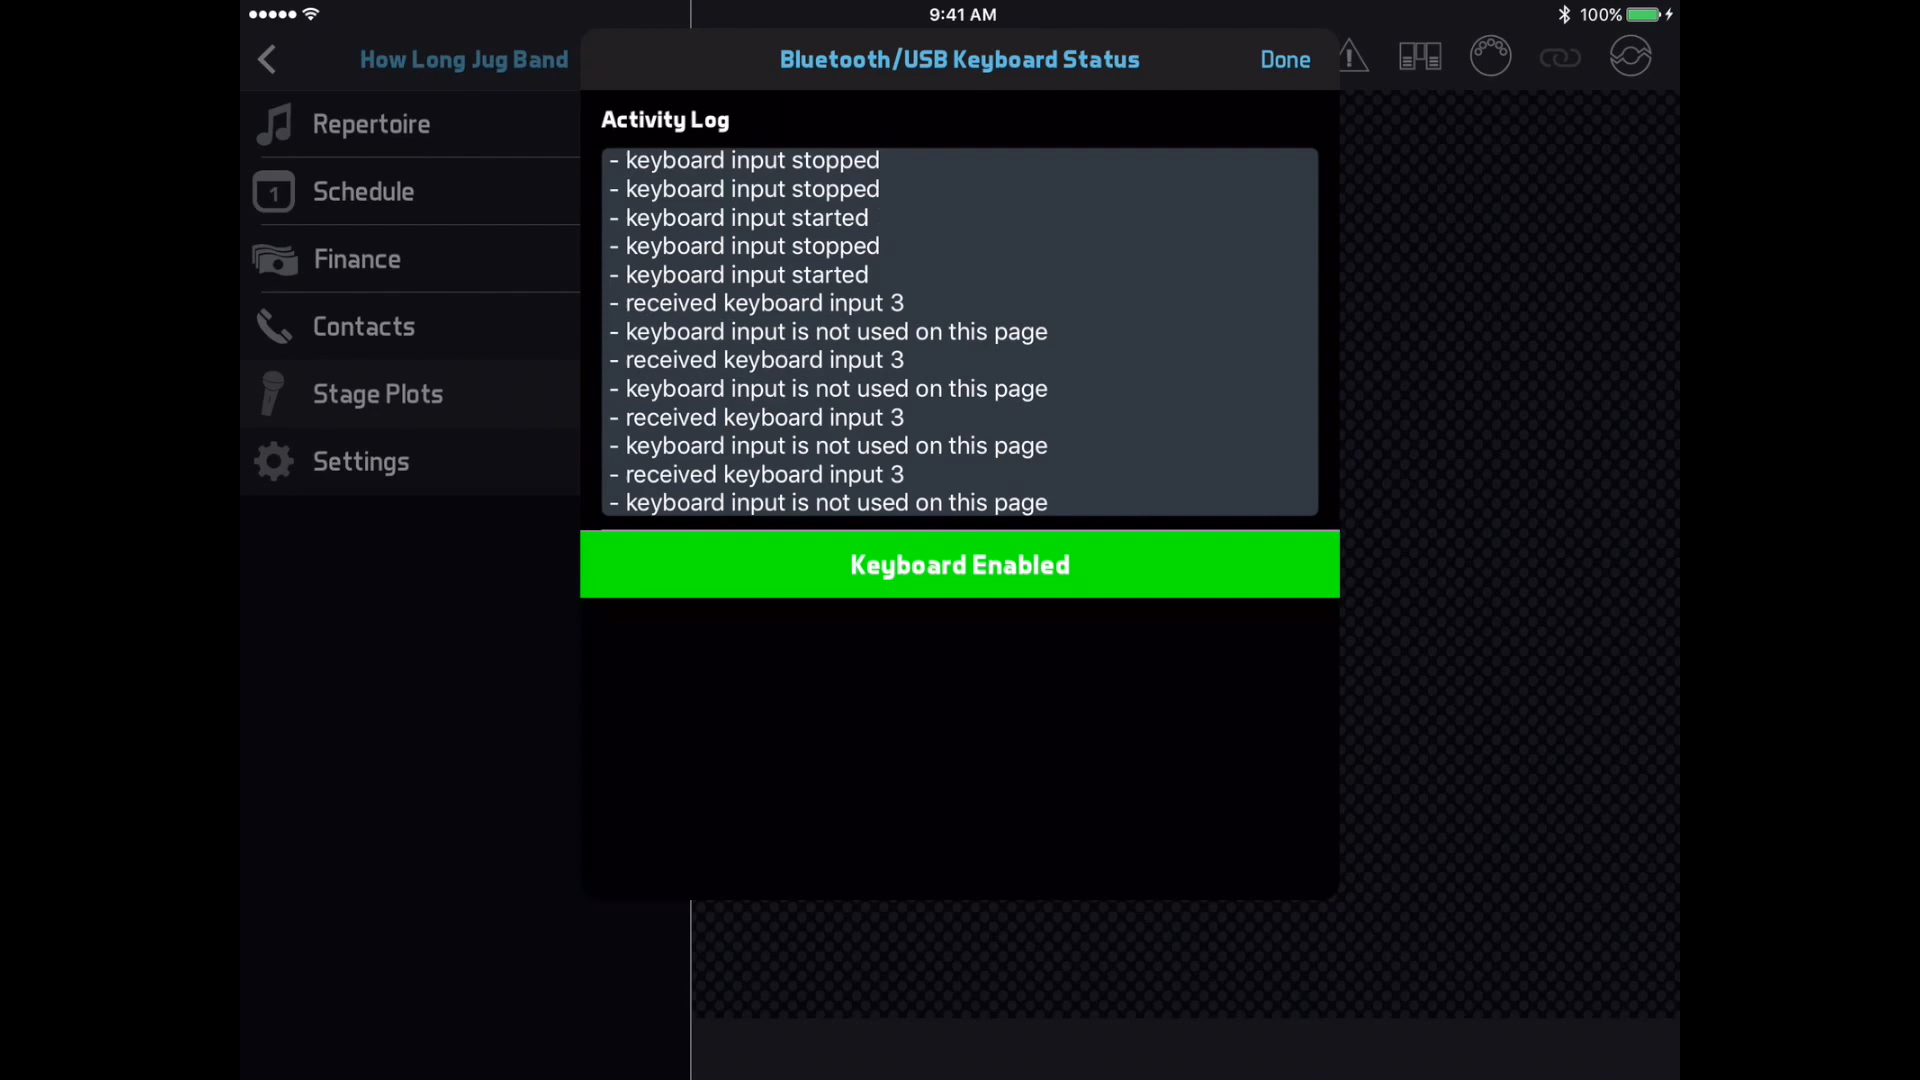 9:41 AM
100%
How Long Jug Band
Bluetooth/USB Keyboard Status
Done
Repertoire
1
Schedule
Finance
Contacts
Stage Plots
Settings
Activity Log
- keyboard input stopped
- keyboard input stopped
- keyboard input started
- keyboard input stopped
- keyboard input started
- received keyboard input 3
- keyboard input is not used on this page
- received keyboard input 3
- keyboard input is not used on this page
- received keyboard input 3
- keyboard input is not used on this page
- received keyboard input 3
- keyboard input is not used on this page
Keyboard Enabled